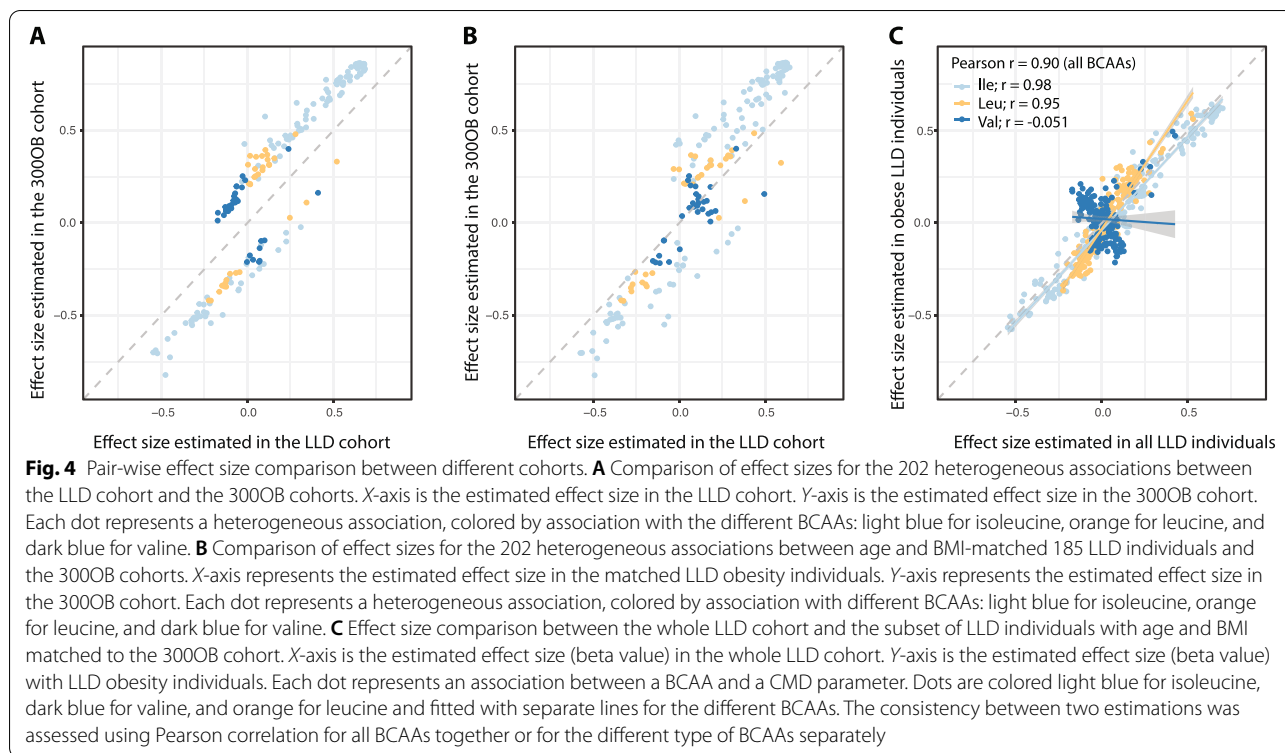 A
B
C
Effect size estimated in the 300OB cohort
0.5
0.0
−0.5
−0.5
0.0
0.5
Effect size estimated in the LLD cohort
Effect size estimated in the 300OB cohort
0.5
0.0
−0.5
−0.5
0.0
0.5
Effect size estimated in the LLD cohort
Effect size estimated in obese LLD individuals
Pearson r = 0.90 (all BCAAs)
Ile; r = 0.98
Leu; r = 0.95
Val; r = -0.051
0.5
0.0
−0.5
−0.5
0.0
0.5
Effect size estimated in all LLD individuals
Fig. 4 Pair-wise effect size comparison between different cohorts. A Comparison of effect sizes for the 202 heterogeneous associations between
the LLD cohort and the 300OB cohorts. X-axis is the estimated effect size in the LLD cohort. Y-axis is the estimated effect size in the 300OB cohort.
Each dot represents a heterogeneous association, colored by association with the different BCAAs: light blue for isoleucine, orange for leucine, and
dark blue for valine. B Comparison of effect sizes for the 202 heterogeneous associations between age and BMI-matched 185 LLD individuals and
the 300OB cohorts. X-axis represents the estimated effect size in the matched LLD obesity individuals. Y-axis represents the estimated effect size in
the 300OB cohort. Each dot represents a heterogeneous association, colored by association with different BCAAs: light blue for isoleucine, orange
for leucine, and dark blue for valine. C Effect size comparison between the whole LLD cohort and the subset of LLD individuals with age and BMI
matched to the 300OB cohort. X-axis is the estimated effect size (beta value) in the whole LLD cohort. Y-axis is the estimated effect size (beta value)
with LLD obesity individuals. Each dot represents an association between a BCAA and a CMD parameter. Dots are colored light blue for isoleucine,
dark blue for valine, and orange for leucine and fitted with separate lines for the different BCAAs. The consistency between two estimations was
assessed using Pearson correlation for all BCAAs together or for the different type of BCAAs separately